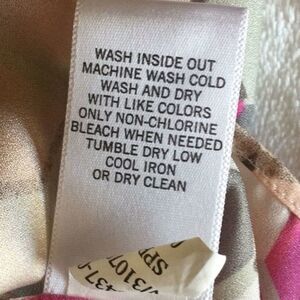 WASH INSIDE OUT
MACHINE WASH COLD
WASH AND DRY
WITH LIKE COLORS
ONLY NON-CHLORINE
BLEACH WHEN NEEDED
TUMBLE DRY LOW
COOL IRON
OR DRY CLEAN